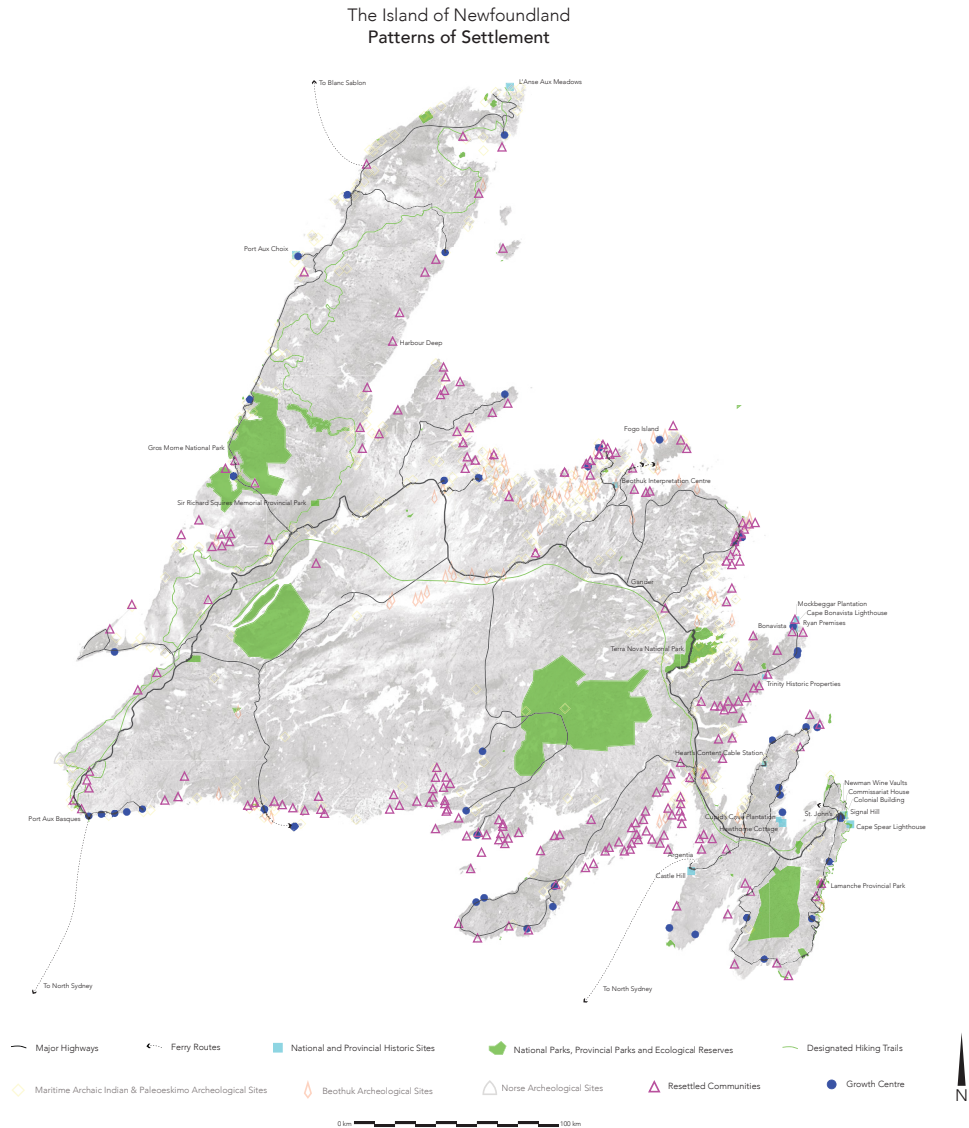 The Island of Newfoundland
Patterns of Settlement
To Blanc Sablon
L'Anse Aux Meadows
Port Aux Choix
Harbour Deep
Fogo Island
Gros Morne National Park
Beothuk Interpretation Centre
Sir Richard Squires Memorial Provincial Park
Gander
Mockbeggar Plantation
Cape Bonavista Lighthouse
Bonavista
Ryan Premises
Terra Nova National Park
Trinity Historic Properties
Heart's Content Cable Station
Newman Wine Vaults
Commissariat House
Colonial Building
St. John's
Signal Hill
Port Aux Basques
Cupid's Cove Plantation
Cape Spear Lighthouse
Hawthorne Cottage
Argentia
Castle Hill
Lamanche Provincial Park
To North Sydney
To North Sydney
Major Highways
Ferry Routes
National and Provincial Historic Sites
National Parks, Provincial Parks and Ecological Reserves
Designated Hiking Trails
Maritime Archaic Indian & Paleoeskimo Archeological Sites
Beothuk Archeological Sites
Norse Archeological Sites
Resettled Communities
Growth Centre
N
0 km
100 km